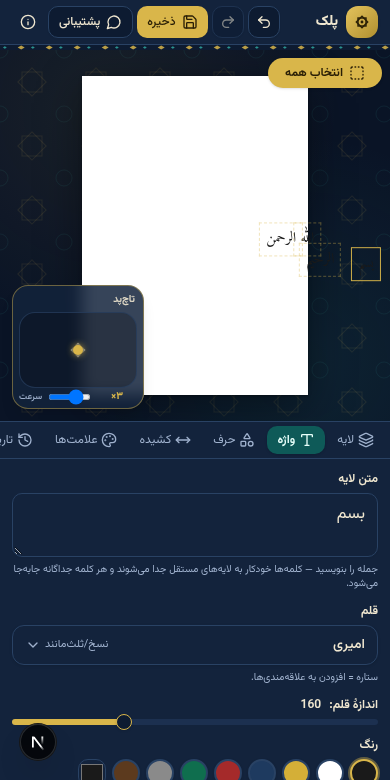 پلک
ذخیره
پشتیبانی
انتخاب همه
الرحمن
تاچ‌پد
سرعت
×۳
لایه
واژه
حرف
کشیده
علامت‌ها
متن لایه
بسم
جمله را بنویسید — کلمه‌ها خودکار به لایه‌های مستقل جدا می‌شوند و هر کلمه جداگانه جابه‌جا
می‌شود.
قلم
امیری
نسخ/ثلث‌مانند
ستاره = افزودن به علاقه‌مندی‌ها.
اندازهٔ قلم: 160
رنگ
N